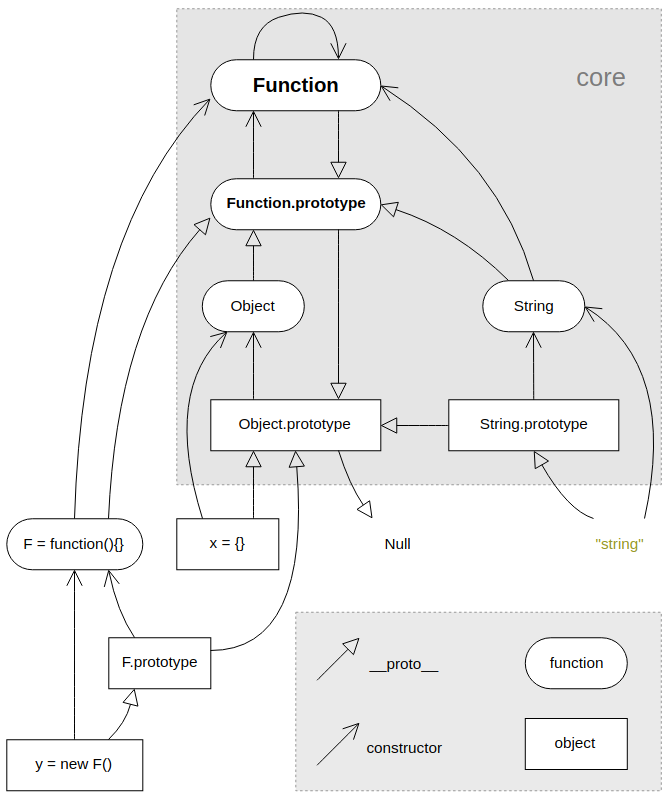 core
Function
Function.prototype
Object
String
Object.prototype
String.prototype
F = function(){}
x = {}
Null
"string"
F.prototype
y = new F()
__proto__
function
constructor
object